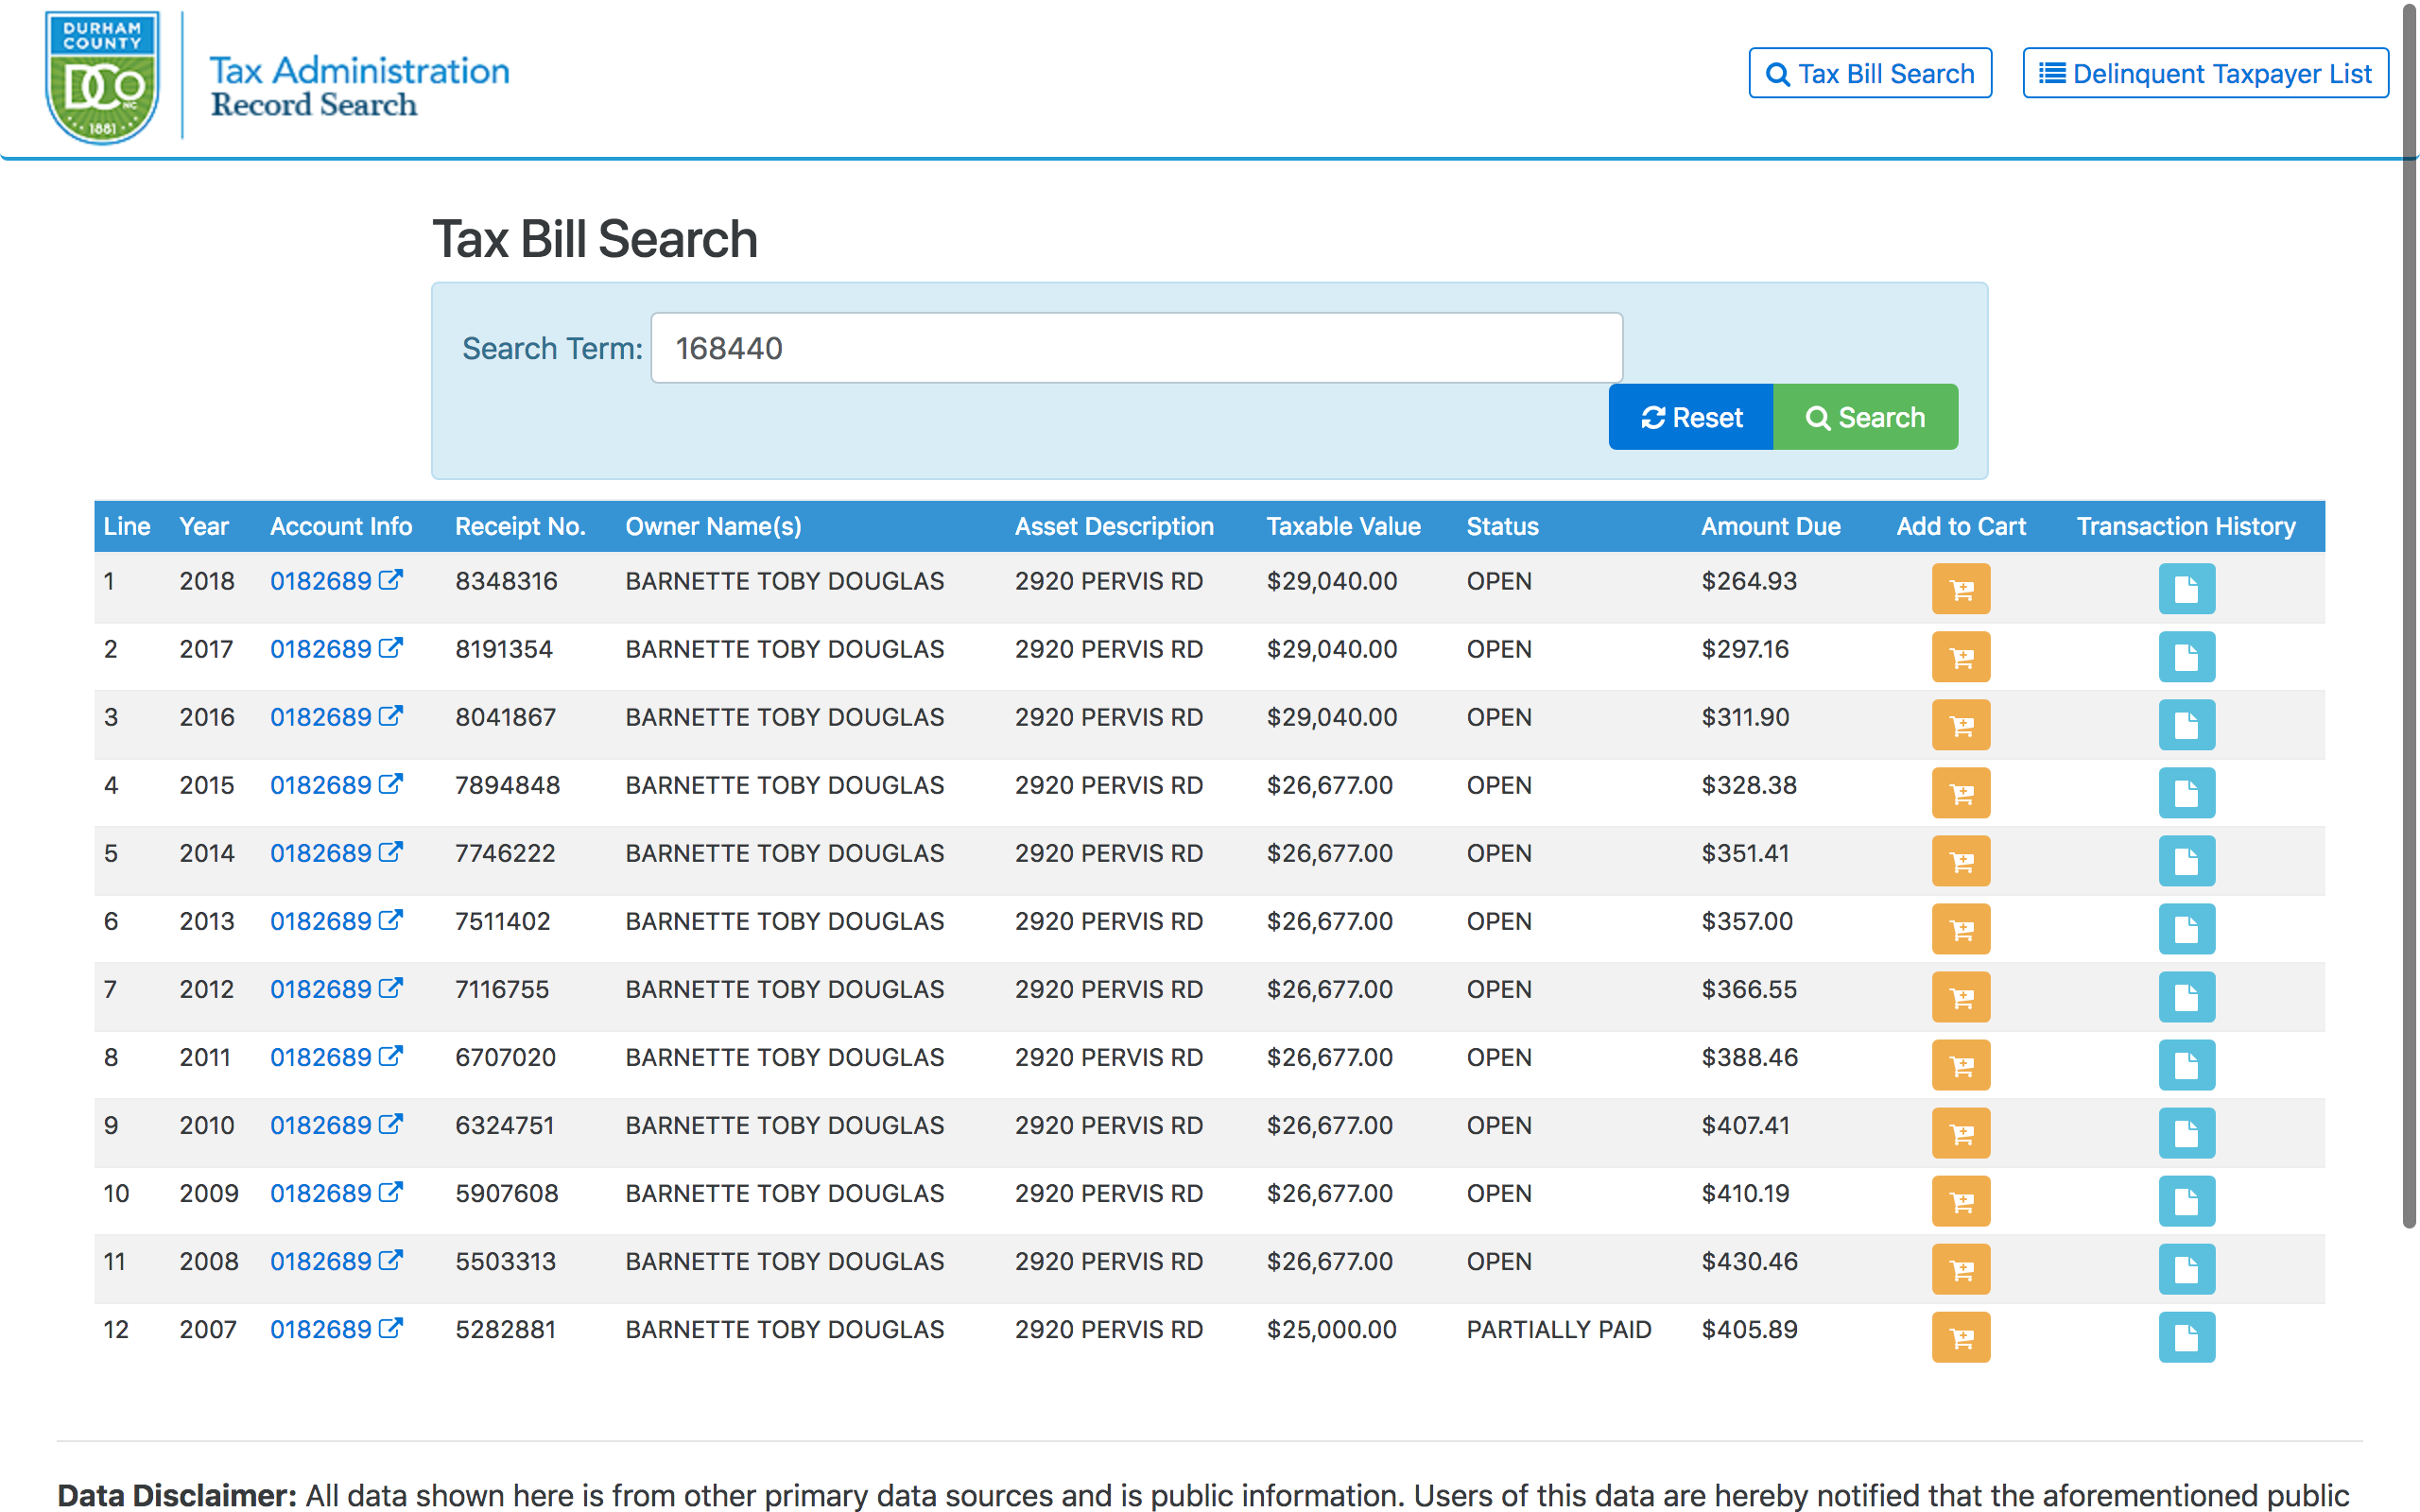 DURHAM
COUNTY
DCO
NC
1881
Tax Administration
Record Search
Tax Bill Search
Delinquent Taxpayer List
Tax Bill Search
Search Term: 168440
Reset Search
Line Year Account Info Receipt No. Owner Name(s) Asset Description Taxable Value Status Amount Due Add to Cart Transaction History
1 2018 0182689 8348316 BARNETTE TOBY DOUGLAS 2920 PERVIS RD $29,040.00 OPEN $264.93
2 2017 0182689 8191354 BARNETTE TOBY DOUGLAS 2920 PERVIS RD $29,040.00 OPEN $297.16
3 2016 0182689 8041867 BARNETTE TOBY DOUGLAS 2920 PERVIS RD $29,040.00 OPEN $311.90
4 2015 0182689 7894848 BARNETTE TOBY DOUGLAS 2920 PERVIS RD $26,677.00 OPEN $328.38
5 2014 0182689 7746222 BARNETTE TOBY DOUGLAS 2920 PERVIS RD $26,677.00 OPEN $351.41
6 2013 0182689 7511402 BARNETTE TOBY DOUGLAS 2920 PERVIS RD $26,677.00 OPEN $357.00
7 2012 0182689 7116755 BARNETTE TOBY DOUGLAS 2920 PERVIS RD $26,677.00 OPEN $366.55
8 2011 0182689 6707020 BARNETTE TOBY DOUGLAS 2920 PERVIS RD $26,677.00 OPEN $388.46
9 2010 0182689 6324751 BARNETTE TOBY DOUGLAS 2920 PERVIS RD $26,677.00 OPEN $407.41
10 2009 0182689 5907608 BARNETTE TOBY DOUGLAS 2920 PERVIS RD $26,677.00 OPEN $410.19
11 2008 0182689 5503313 BARNETTE TOBY DOUGLAS 2920 PERVIS RD $26,677.00 OPEN $430.46
12 2007 0182689 5282881 BARNETTE TOBY DOUGLAS 2920 PERVIS RD $25,000.00 PARTIALLY PAID $405.89
Data Disclaimer: All data shown here is from other primary data sources and is public information. Users of this data are hereby notified that the aforementioned public